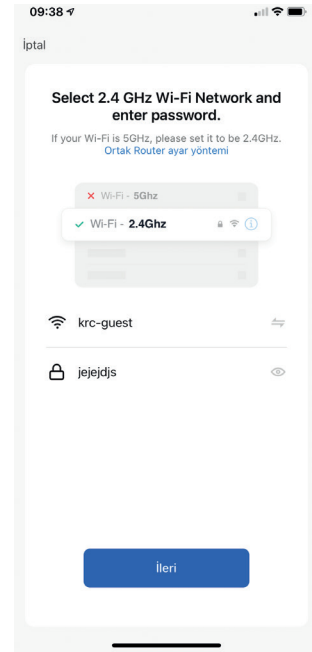 09:38
İptal
Select 2.4 GHz Wi-Fi Network and
enter password.
If your Wi-Fi is 5GHz, please set it to be 2.4GHz.
Ortak Router ayar yöntemi
Wi-Fi - 5Ghz
Wi-Fi - 2.4Ghz
krc-guest
jejejdjs
İleri